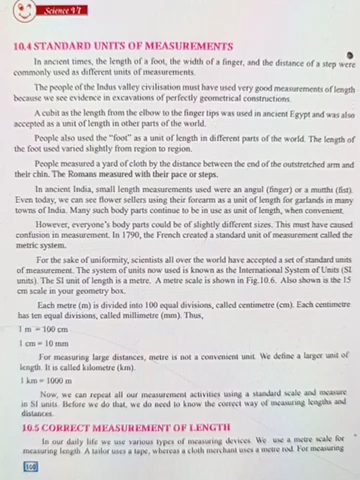 Science #7
10.4 STANDARD UNITS OF MEASUREMENTS
In ancient times, the length of a foot, the width of a finger, and the distance of a step were
commonly used as different units of measurements.
The people of the Indus valley civilisation must have used very good measurements of length
because we see evidence in excavations of perfectly geometrical constructions.
A cubit as the length from the elbow to the finger tips was used in ancient Egypt and was also
accepted as a unit of length in other parts of the world.
People also used the "foot" as a unit of length in different parts of the world. The length of
the foot used varied slightly from region to region.
People measured a yard of cloth by the distance between the end of the outstretched arm and
their chin. The Romans measured with their pace or steps.
In ancient India, small length measurements used were an angul (finger) or a mutthi (fist).
Even today, we can see flower sellers using their forearm as a unit of length for garlands in many
towns of India. Many such body parts continue to be in use as unit of length, when convenient.
However, everyone's body parts could be of slightly different sizes. This must have caused
confusion in measurement. In 1790, the French created a standard unit of measurement called the
metric system.
For the sake of uniformity, scientists all over the world have accepted a set of standard units
of measurement. The system of units now used is known as the International System of Units (SI
units). The SI unit of length is a metre. A metre scale is shown in Fig.10.6. Also shown is the 15
cm scale in your geometry box.
Each metre (m) is divided into 100 equal divisions, called centimetre (cm). Each centimetre
has ten equal divisions, called millimetre (mm). Thus,
1 m = 100 cm
1 cm = 10 mm
For measuring large distances, metre is not a convenient unit. We define a larger unit of
length. It is called kilometre (km).
1 km = 1000 m
Now, we can repeat all our measurement activities using a standard scale and measure
in SI units. Before we do that, we do need to know the correct way of measuring lengths and
distances.
10.5 CORRECT MEASUREMENT OF LENGTH
In our daily life we use various types of measuring devices. We use a metre scale for
measuring length. A tailor uses a tape, whereas a cloth merchant uses a metre rod. For measuring